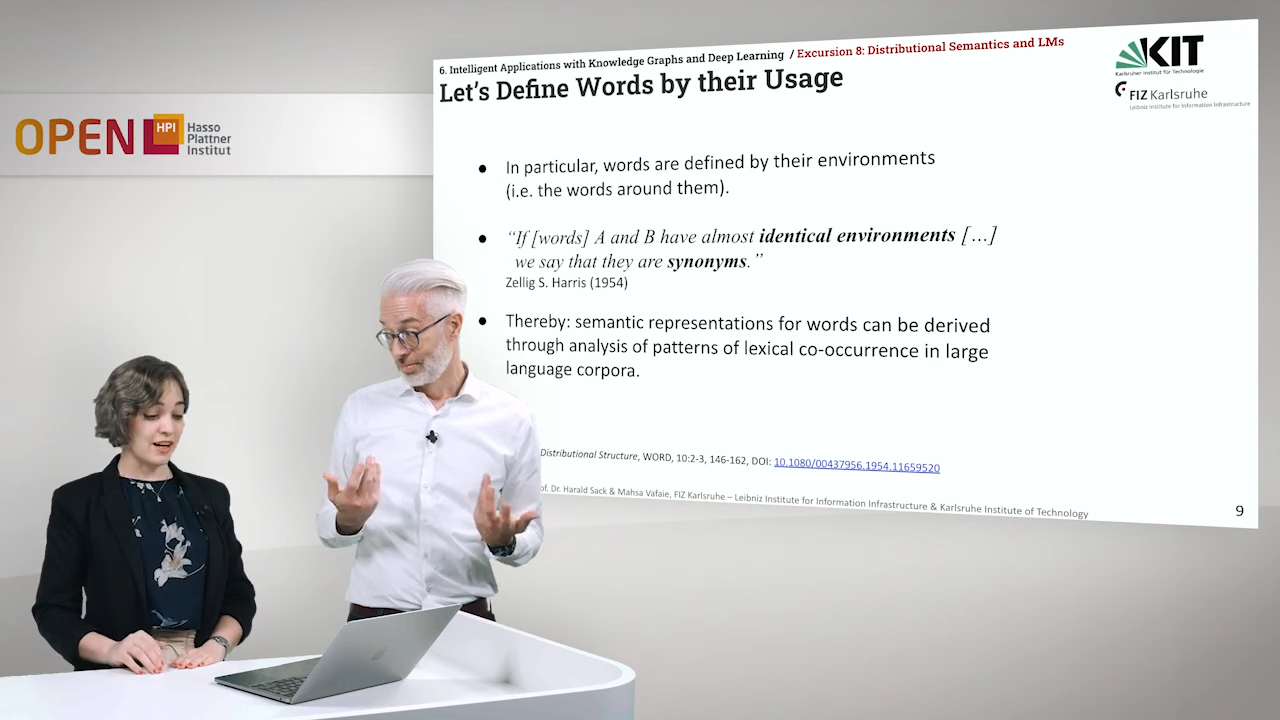 OPEN HPI Hasso
Plattner
Institut
6. Intelligent Applications with Knowledge Graphs and Deep Learning / Excursion 8: Distributional Semantics and LMs
Let's Define Words by their Usage
KIT
Karlsruher Institut für Technologie
FIZ Karlsruhe
Leibniz Institute for Information Infrastructure
● In particular, words are defined by their environments
(i.e. the words around them).
● “If [words] A and B have almost identical environments […]
we say that they are synonyms.”
Zellig S. Harris (1954)
● Thereby: semantic representations for words can be derived
through analysis of patterns of lexical co-occurrence in large
language corpora.
Distributional Structure, WORD, 10:2-3, 146-162, DOI: 10.1080/00437956.1954.11659520
Dr. Harald Sack & Mahsa Vafaie, FIZ Karlsruhe – Leibniz Institute for Information Infrastructure & Karlsruhe Institute of Technology
9